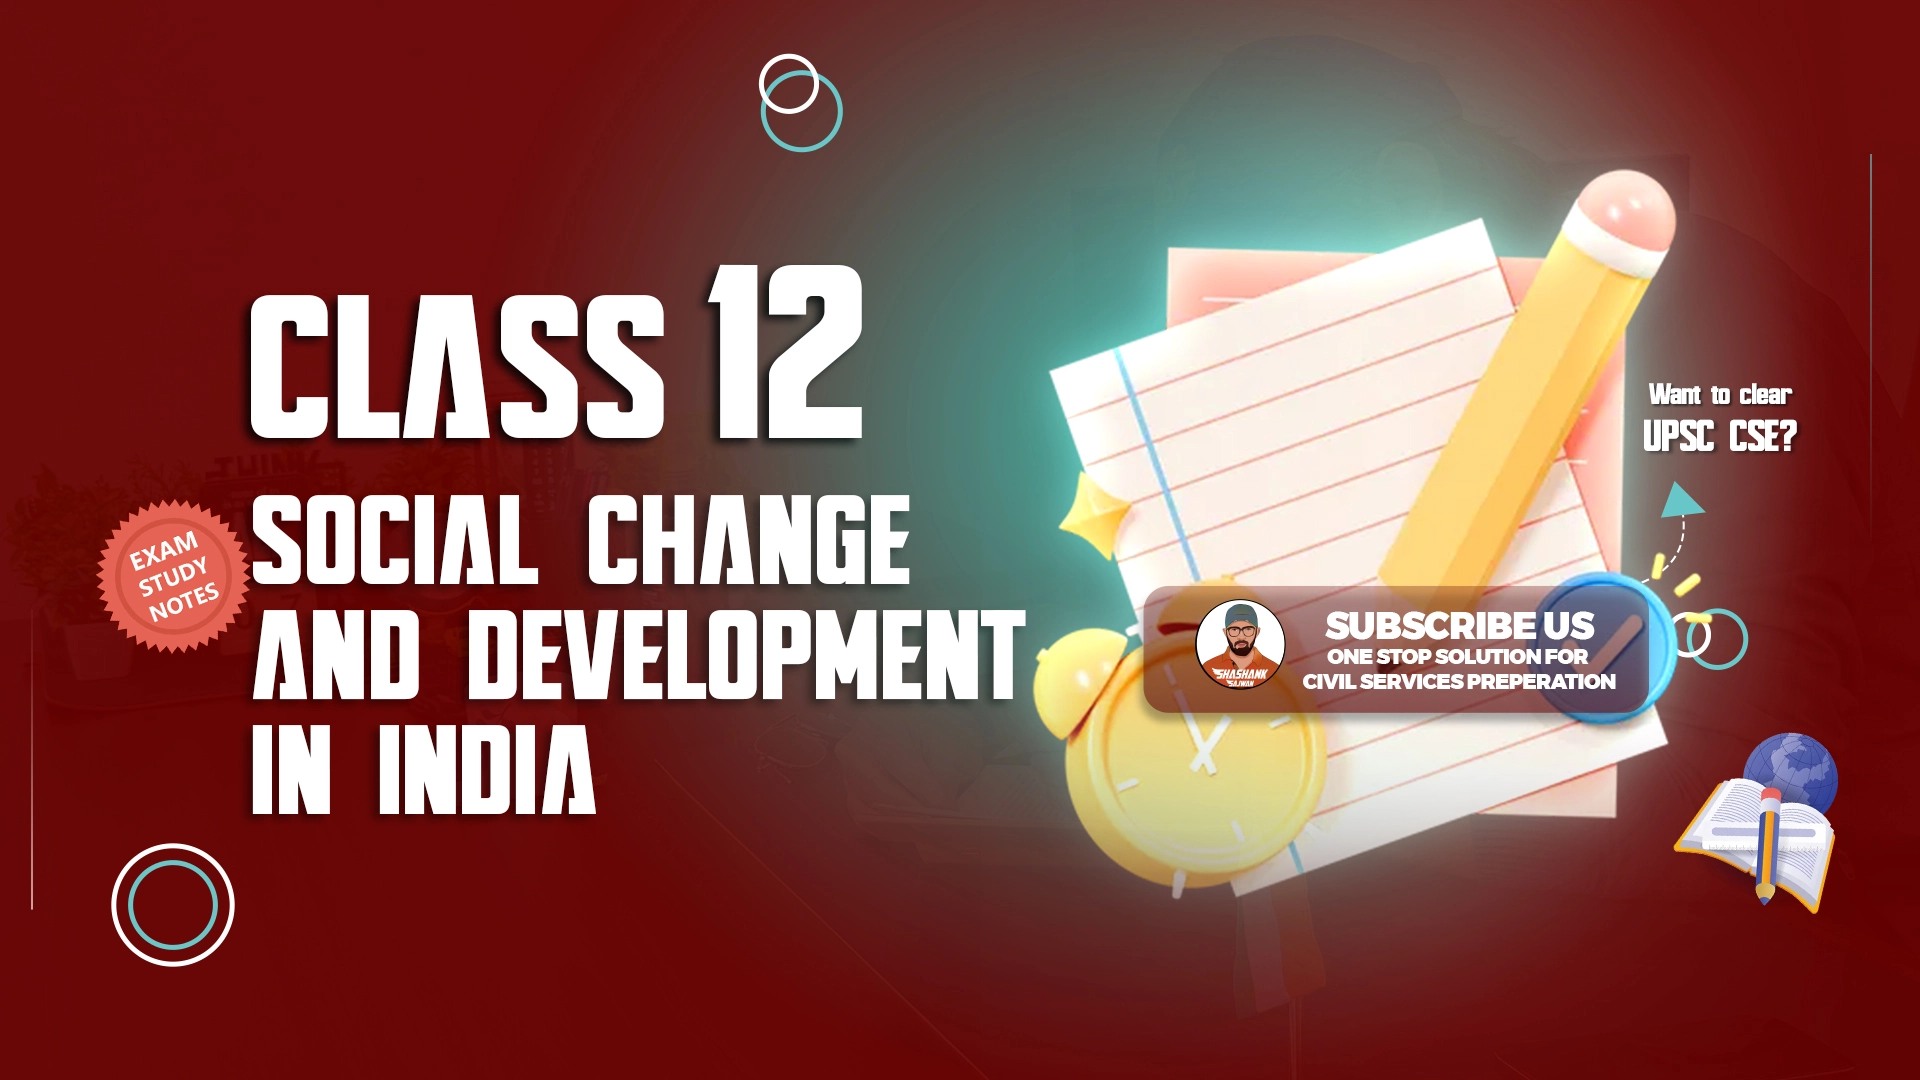 CLASS 12
SOCIAL CHANGE
AND DEVELOPMENT
IN INDIA
EXAM
STUDY
NOTES
Want to clear
UPSC CSE?
SUBSCRIBE US
ONE STOP SOLUTION FOR
CIVIL SERVICES PREPERATION
SHASHANK
SAJWAN
THINK